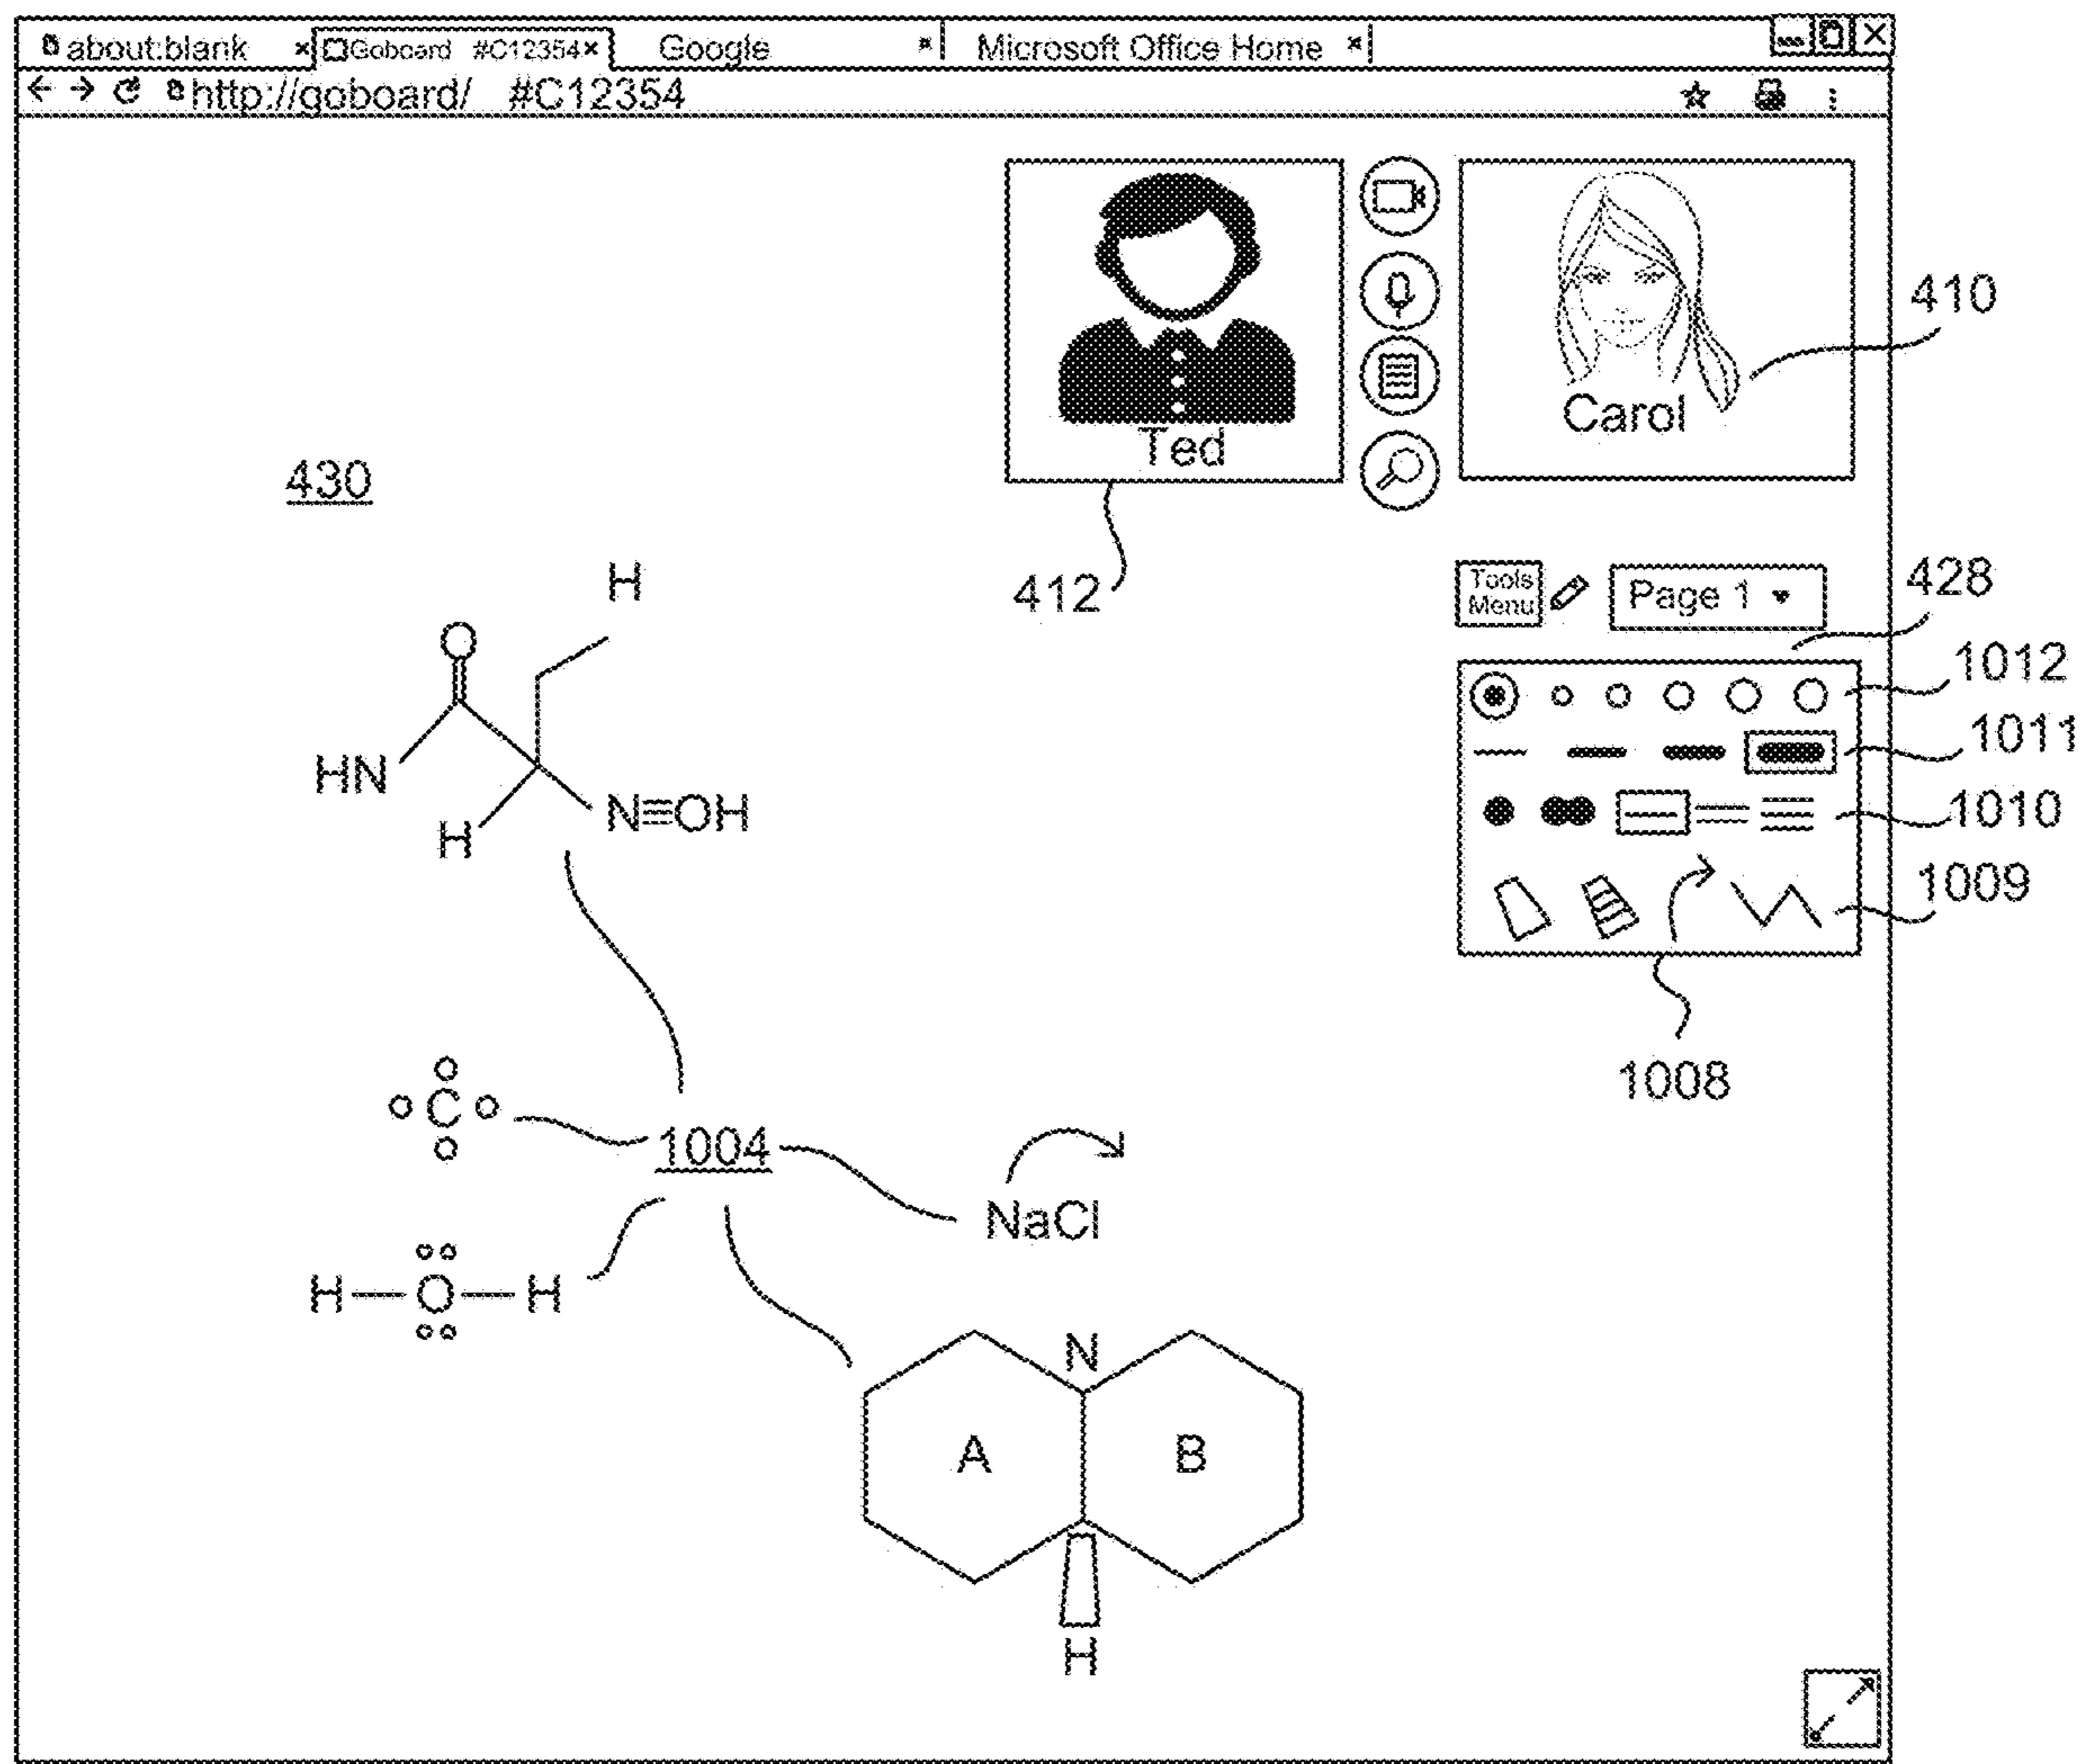 about:blank × Goboard #C12354× Google × Microsoft Office Home ×
http://goboard/ #C12354
410
Carol
Ted
430
412
Tools
Menu
Page 1
428
1012
1011
1010
1009
1008
H
O
HN
H
N≡OH
C
1004
NaCl
H—O—H
N
A
B
H